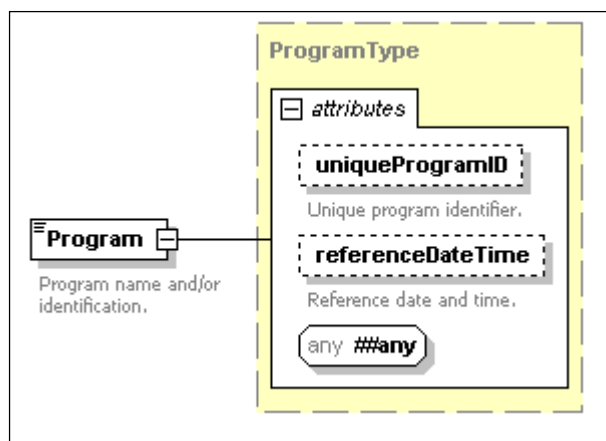 ProgramType
attributes
uniqueProgramID
Unique program identifier.
Program
referenceDateTime
Program name and/or
identification.
Reference date and time.
any ##any